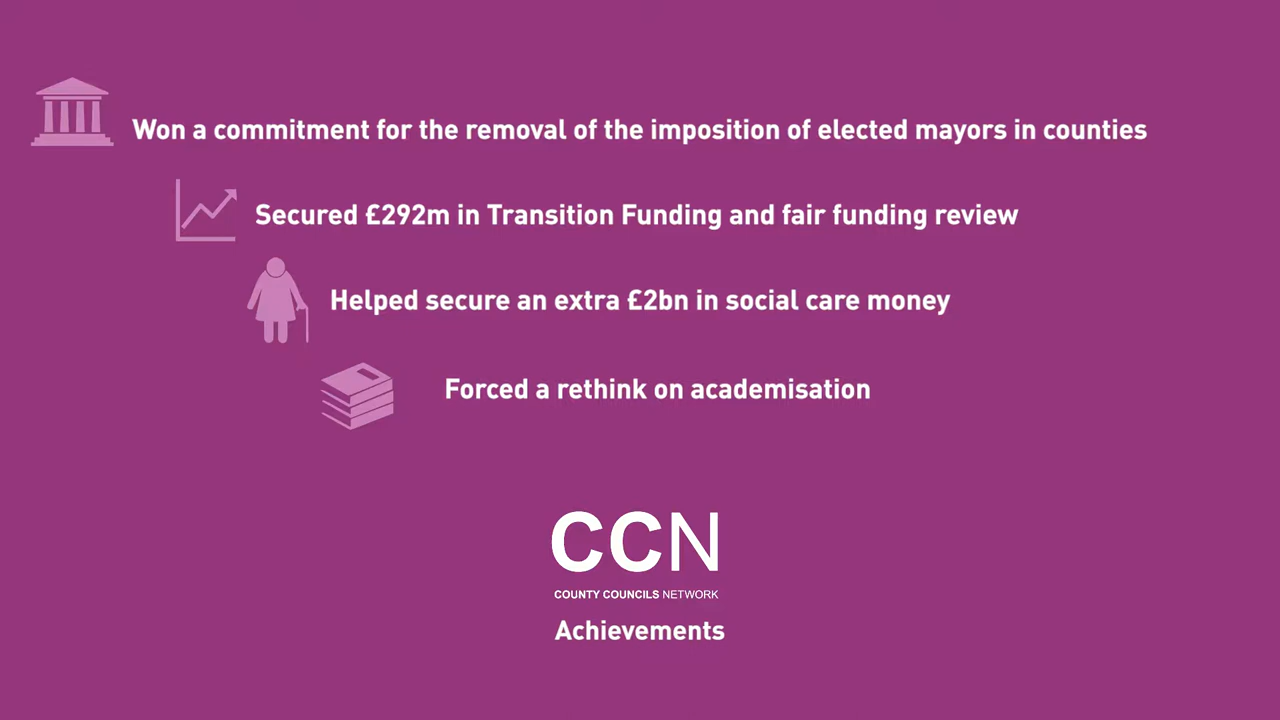 Won a commitment for the removal of the imposition of elected mayors in counties
Secured £292m in Transition Funding and fair funding review
Helped secure an extra £2bn in social care money
Forced a rethink on academisation
CCN
COUNTY COUNCILS NETWORK
Achievements